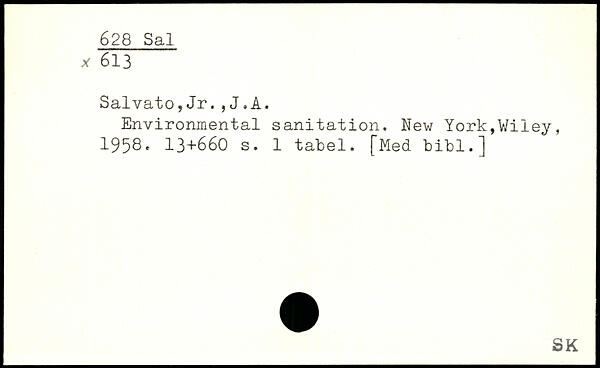 628 Sal
x 613
Salvato,Jr.,J.A.
Environmental sanitation. New York,Wiley,
1958. 13+660 s. 1 tabel. [Med bibl.]
SK